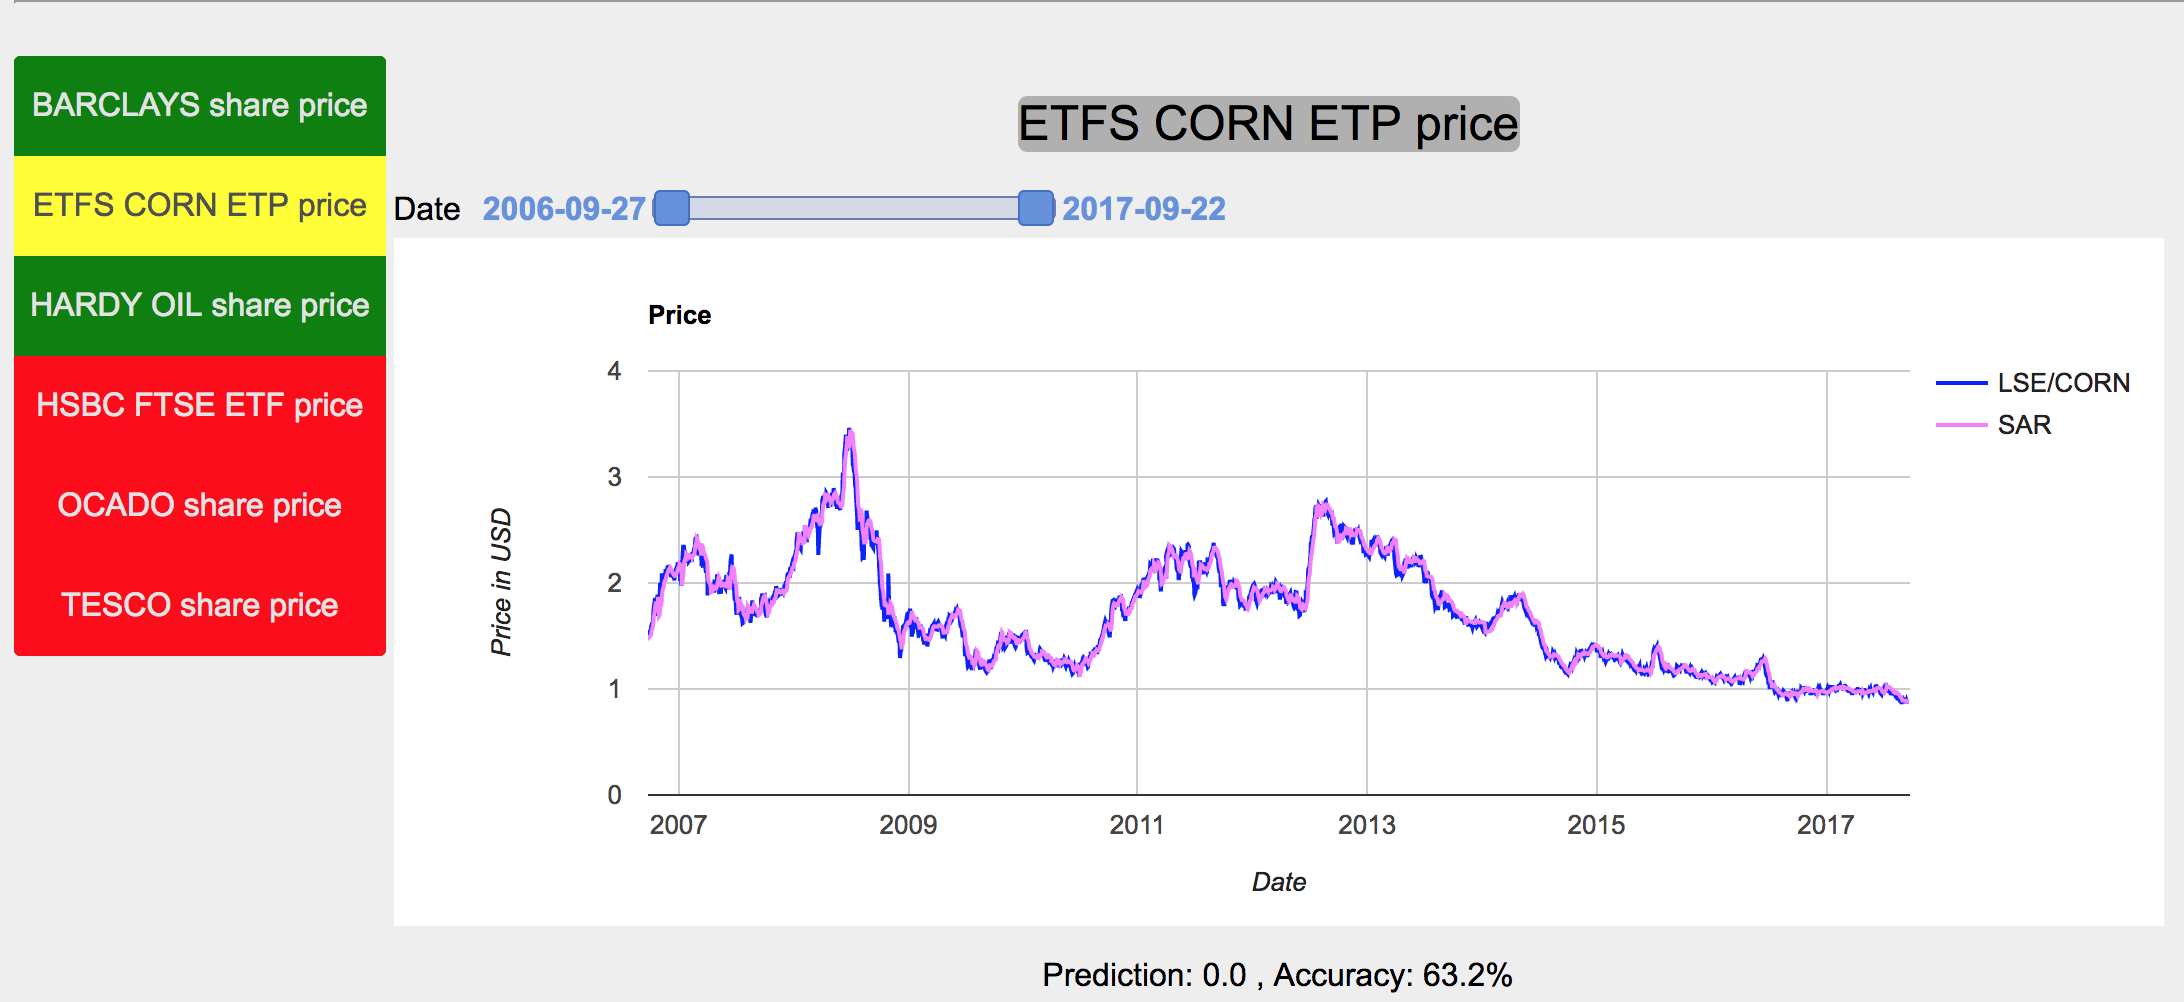 BARCLAYS share price
ETFS CORN ETP price
HARDY OIL share price
HSBC FTSE ETF price
OCADO share price
TESCO share price
ETFS CORN ETP price
Date 2006-09-27 2017-09-22
Price
4
3
2
1
0
Price in USD
2007 2009 2011 2013 2015 2017
Date
LSE/CORN
SAR
Prediction: 0.0 , Accuracy: 63.2%